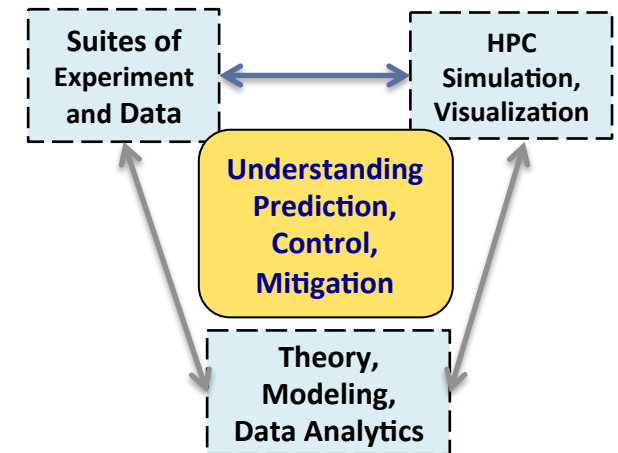 Suites of
Experiment
and Data
HPC
Simulation,
Visualization
Understanding
Prediction,
Control,
Mitigation
Theory,
Modeling,
Data Analytics